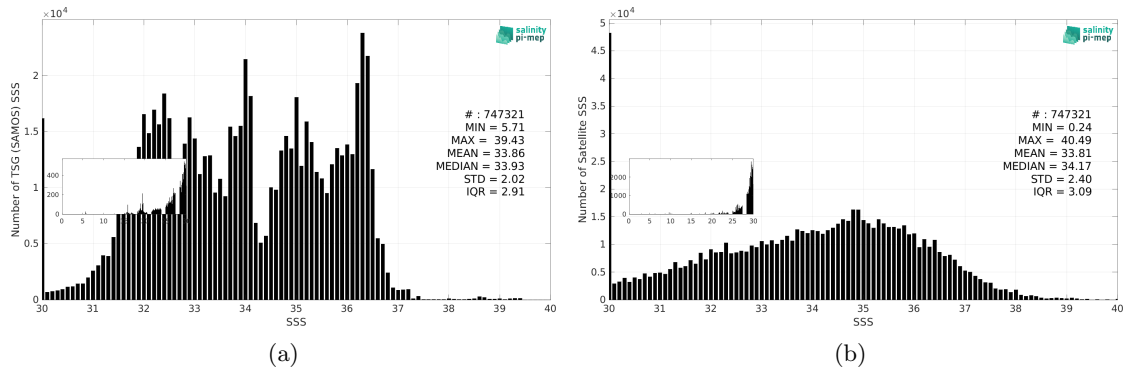 ×10⁴
2
1.5
1
0.5
0
Number of TSG (SAMOS) SSS
30 31 32 33 34 35 36 37 38 39 40
SSS
salinity
pi-mep
# : 747321
MIN = 5.71
MAX = 39.43
MEAN = 33.86
MEDIAN = 33.93
STD = 2.02
IQR = 2.91
400
200
0
0 5 10
(a)
×10⁴
5
4.5
4
3.5
3
2.5
2
1.5
1
0.5
0
Number of Satellite SSS
30 31 32 33 34 35 36 37 38 39 40
SSS
salinity
pi-mep
# : 747321
MIN = 0.24
MAX = 40.49
MEAN = 33.81
MEDIAN = 34.17
STD = 2.40
IQR = 3.09
2000
1000
0
0 5 10 15 20 25 30
(b)